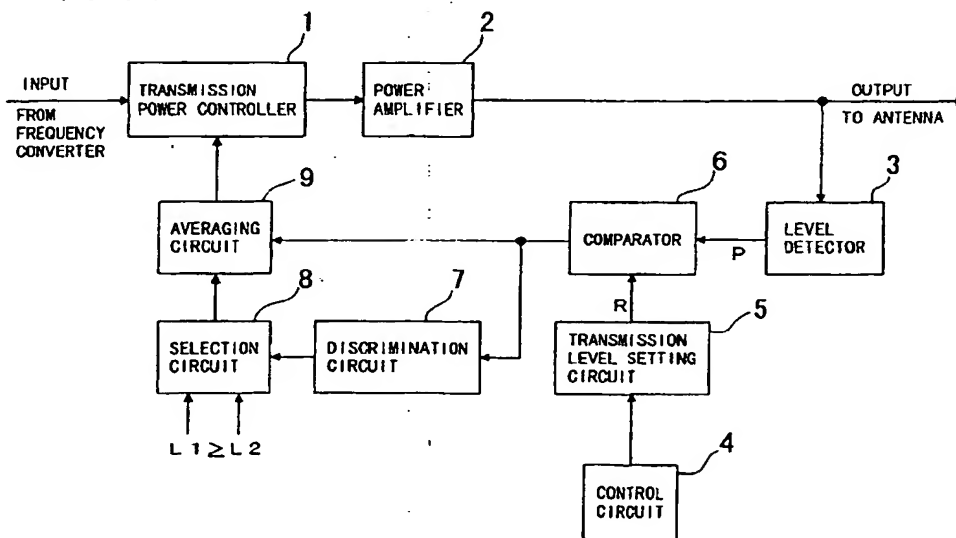 1
2
INPUT
TRANSMISSION
POWER CONTROLLER
POWER
AMPLIFIER
OUTPUT
FROM
FREQUENCY
CONVERTER
TO ANTENNA
9
6
3
AVERAGING
CIRCUIT
COMPARATOR
P
LEVEL
DETECTOR
8
7
R
5
SELECTION
CIRCUIT
DISCRIMINATION
CIRCUIT
TRANSMISSION
LEVEL SETTING
CIRCUIT
L 1 ≥ L 2
4
CONTROL
CIRCUIT